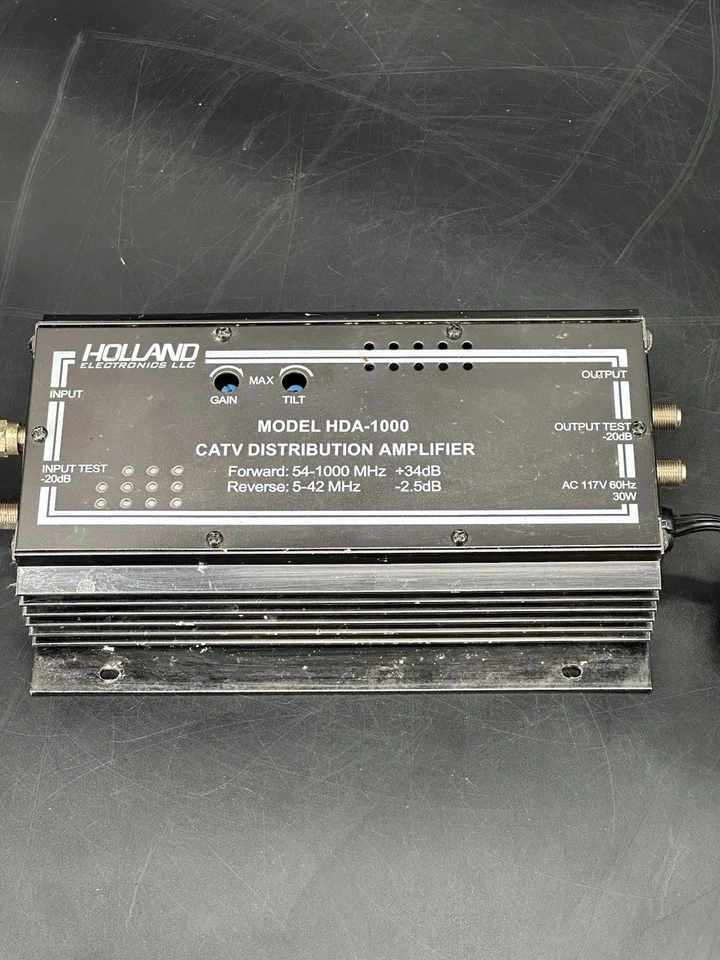 HOLLAND
ELECTRONICS LLC
MAX
GAIN
TILT
INPUT
OUTPUT
MODEL HDA-1000
CATV DISTRIBUTION AMPLIFIER
Forward: 54-1000 MHz +34dB
Reverse: 5-42 MHz -2.5dB
INPUT TEST
-20dB
OUTPUT TEST
-20dB
AC 117V 60Hz
30W